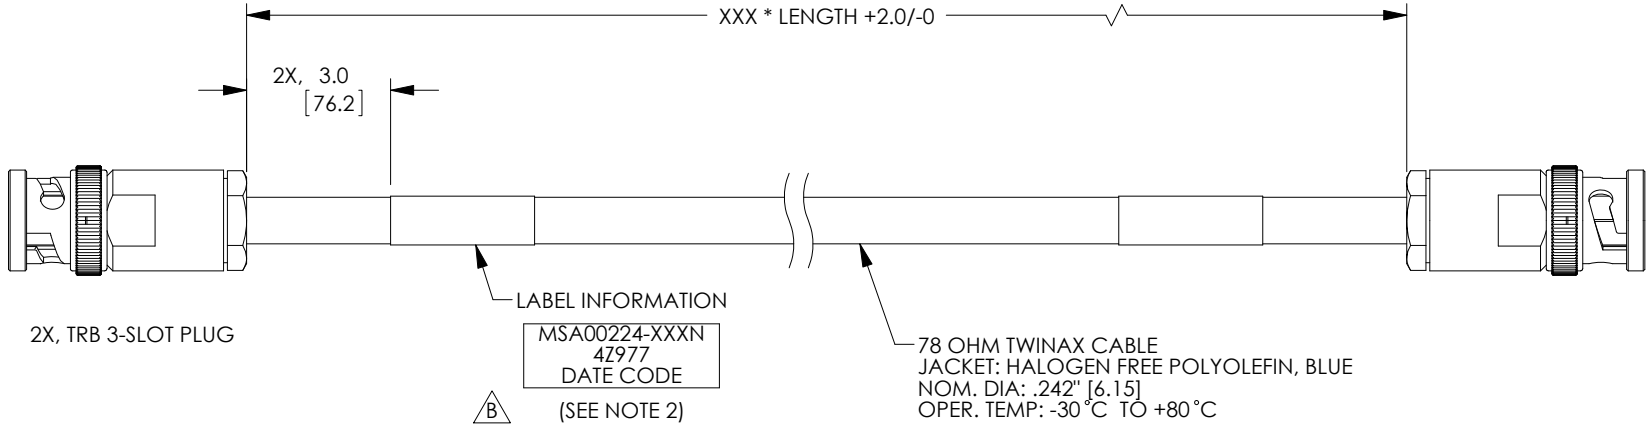 XXX * LENGTH +2.0/-0
2X, 3.0
[76.2]
LABEL INFORMATION
2X, TRB 3-SLOT PLUG
MSA00224-XXXN
4Z977
DATE CODE
B
(SEE NOTE 2)
78 OHM TWINAX CABLE
JACKET: HALOGEN FREE POLYOLEFIN, BLUE
NOM. DIA: .242" [6.15]
OPER. TEMP: -30°C TO +80°C